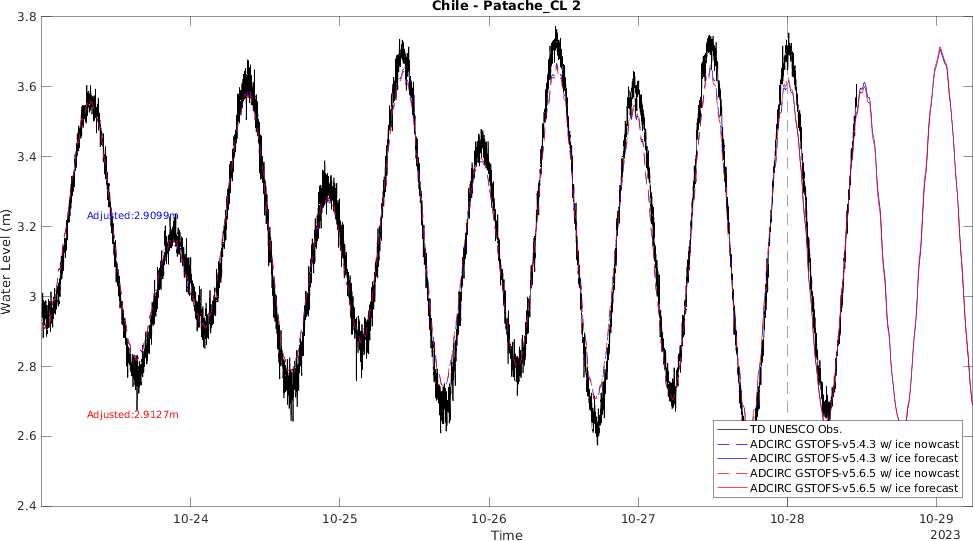 Chile - Patache_CL 2
3.8
3.6
3.4
3.2
3
2.8
2.6
2.4
Water Level (m)
Adjusted:2.9099m
Adjusted:2.9127m
TD UNESCO Obs.
ADCIRC GSTOFS-v5.4.3 w/ ice nowcast
ADCIRC GSTOFS-v5.4.3 w/ ice forecast
ADCIRC GSTOFS-v5.6.5 w/ ice nowcast
ADCIRC GSTOFS-v5.6.5 w/ ice forecast
10-24 10-25 10-26 10-27 10-28 10-29
Time
2023